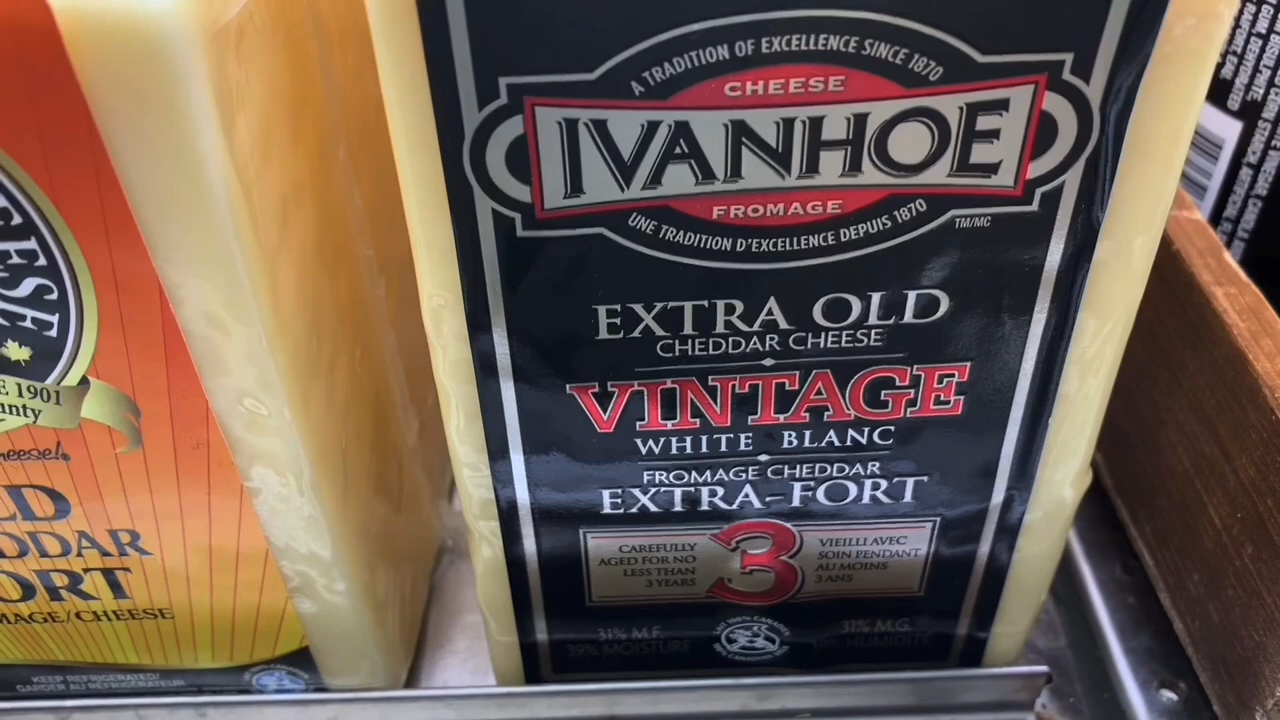 A TRADITION OF EXCELLENCE SINCE 1870
CHEESE
IVANHOE
FROMAGE
UNE TRADITION D'EXCELLENCE DEPUIS 1870
TM/MC
EXTRA OLD
CHEDDAR CHEESE
VINTAGE
WHITE BLANC
FROMAGE CHEDDAR
EXTRA-FORT
CAREFULLY
AGED FOR NO
LESS THAN
3 YEARS
3
VIEILLI AVEC
SOIN PENDANT
AU MOINS
3 ANS
31% M.F.
39% MOISTURE
31% M.G.
HUMIDITÉ
E 1901
KEEP REFRIGERATED/
GARDER AU RÉFRIGÉRATEUR
ESE
unty
heese!
LD
DDAR
ORT
MAGE/CHEESE